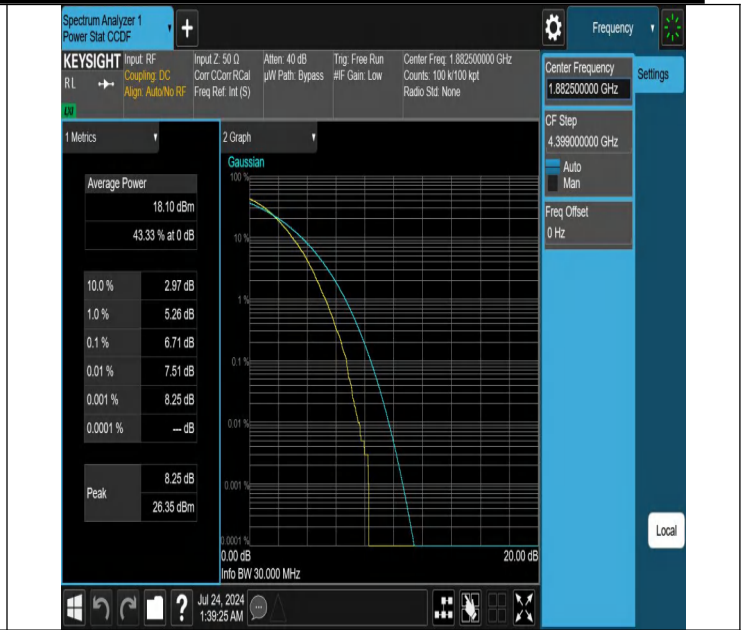 Spectrum Analyzer 1
Power Stat CCDF
+
Frequency
KEYSIGHT
RL
LXI
Input: RF
Coupling: DC
Align: Auto/No RF
Input Z: 50 Ω
Corr CCorr RCal
Freq Ref: Int (S)
Atten: 40 dB
µW Path: Bypass
Trig: Free Run
#IF Gain: Low
Center Freq: 1.882500000 GHz
Counts: 100 k/100 kpt
Radio Std: None
Center Frequency
1.882500000 GHz
Settings
CF Step
4.399000000 GHz
Auto
Man
Freq Offset
0 Hz
1 Metrics
Average Power
18.10 dBm
43.33 % at 0 dB
10.0 % 2.97 dB
1.0 % 5.26 dB
0.1 % 6.71 dB
0.01 % 7.51 dB
0.001 % 8.25 dB
0.0001 % --- dB
Peak
8.25 dB
26.35 dBm
2 Graph
Gaussian
100 %
10 %
1 %
0.1 %
0.01 %
0.001 %
0.0001 %
0.00 dB 20.00 dB
Info BW 30.000 MHz
Local
?
Jul 24, 2024
1:39:25 AM